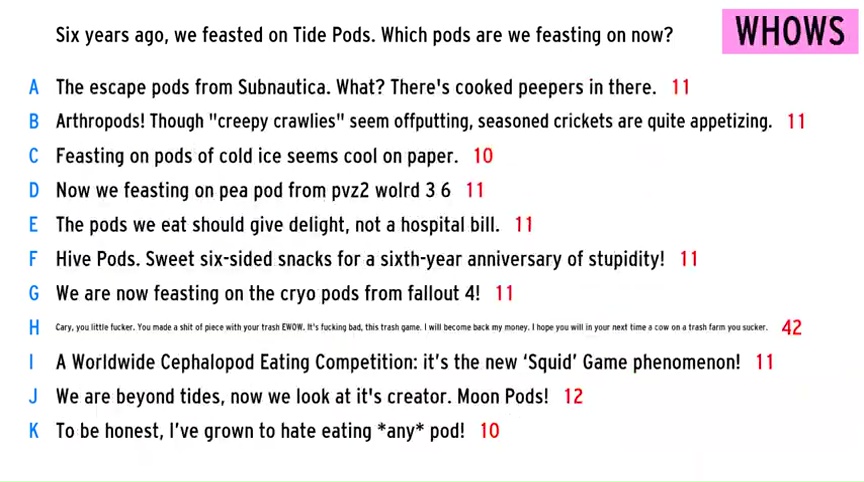 Six years ago, we feasted on Tide Pods. Which pods are we feasting on now?
WHOWS
A The escape pods from Subnautica. What? There's cooked peepers in there. 11
B Arthropods! Though "creepy crawlies" seem offputting, seasoned crickets are quite appetizing. 11
C Feasting on pods of cold ice seems cool on paper. 10
D Now we feasting on pea pod from pvz2 wolrd 3 6 11
E The pods we eat should give delight, not a hospital bill. 11
F Hive Pods. Sweet six-sided snacks for a sixth-year anniversary of stupidity! 11
G We are now feasting on the cryo pods from fallout 4! 11
H Cary, you little fucker. You made a shit of piece with your trash EWOW. It's fucking bad, this trash game. I will become back my money. I hope you will in your next time a cow on a trash farm you sucker. 42
I A Worldwide Cephalopod Eating Competition: it’s the new ‘Squid’ Game phenomenon! 11
J We are beyond tides, now we look at it's creator. Moon Pods! 12
K To be honest, I’ve grown to hate eating *any* pod! 10